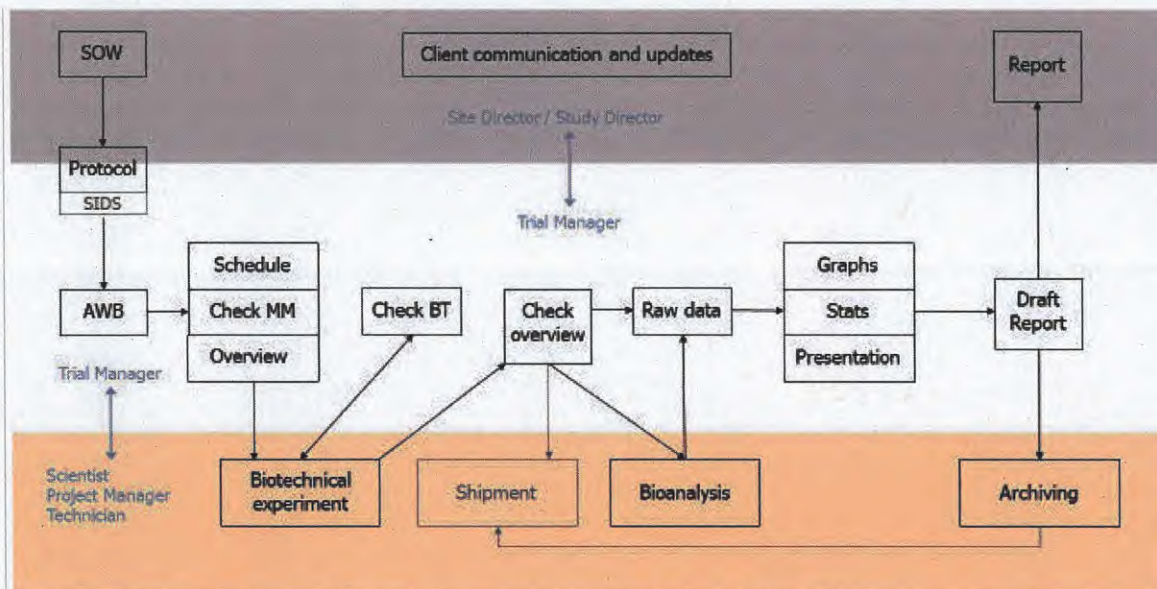 SOW
Client communication and updates
Report
Site Director / Study Director
Protocol
SIDS
Trial Manager
Schedule
Graphs
AWB
Check MM
Check BT
Check
overview
Raw data
Stats
Draft
Report
Overview
Presentation
Trial Manager
Scientist
Project Manager
Technician
Biotechnical
experiment
Shipment
Bioanalysis
Archiving